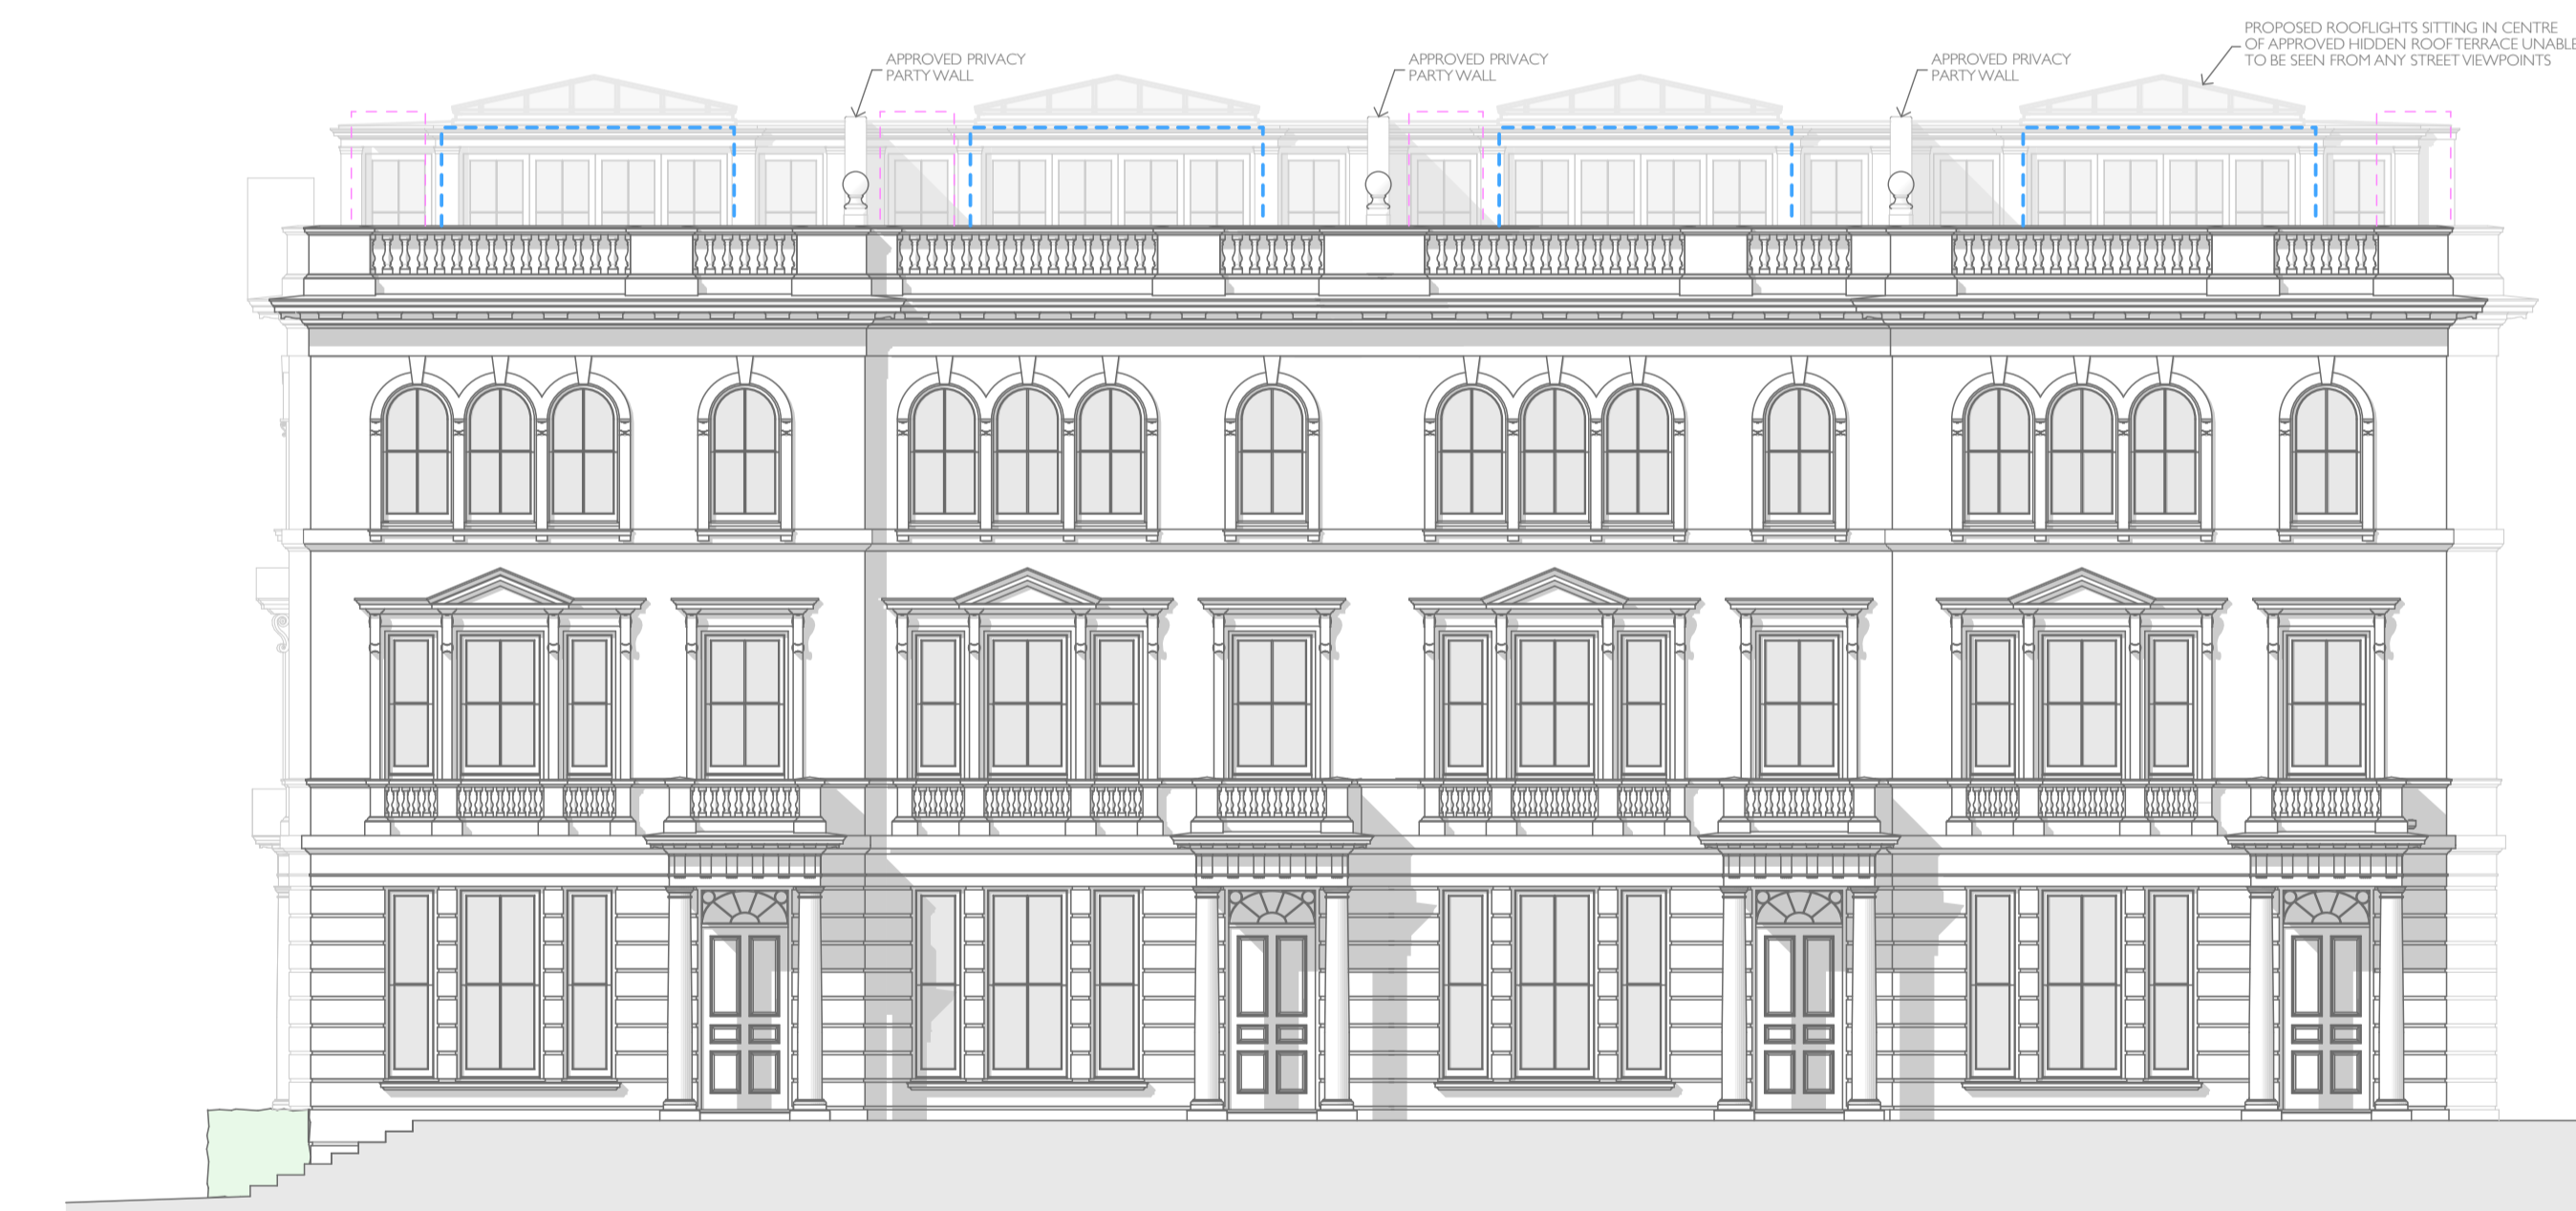 PROPOSED ROOFLIGHTS SITTING IN CENTRE
OF APPROVED HIDDEN ROOF TERRACE UNABLE
TO BE SEEN FROM ANY STREET VIEWPOINTS
APPROVED PRIVACY
PARTY WALL
APPROVED PRIVACY
PARTY WALL
APPROVED PRIVACY
PARTY WALL